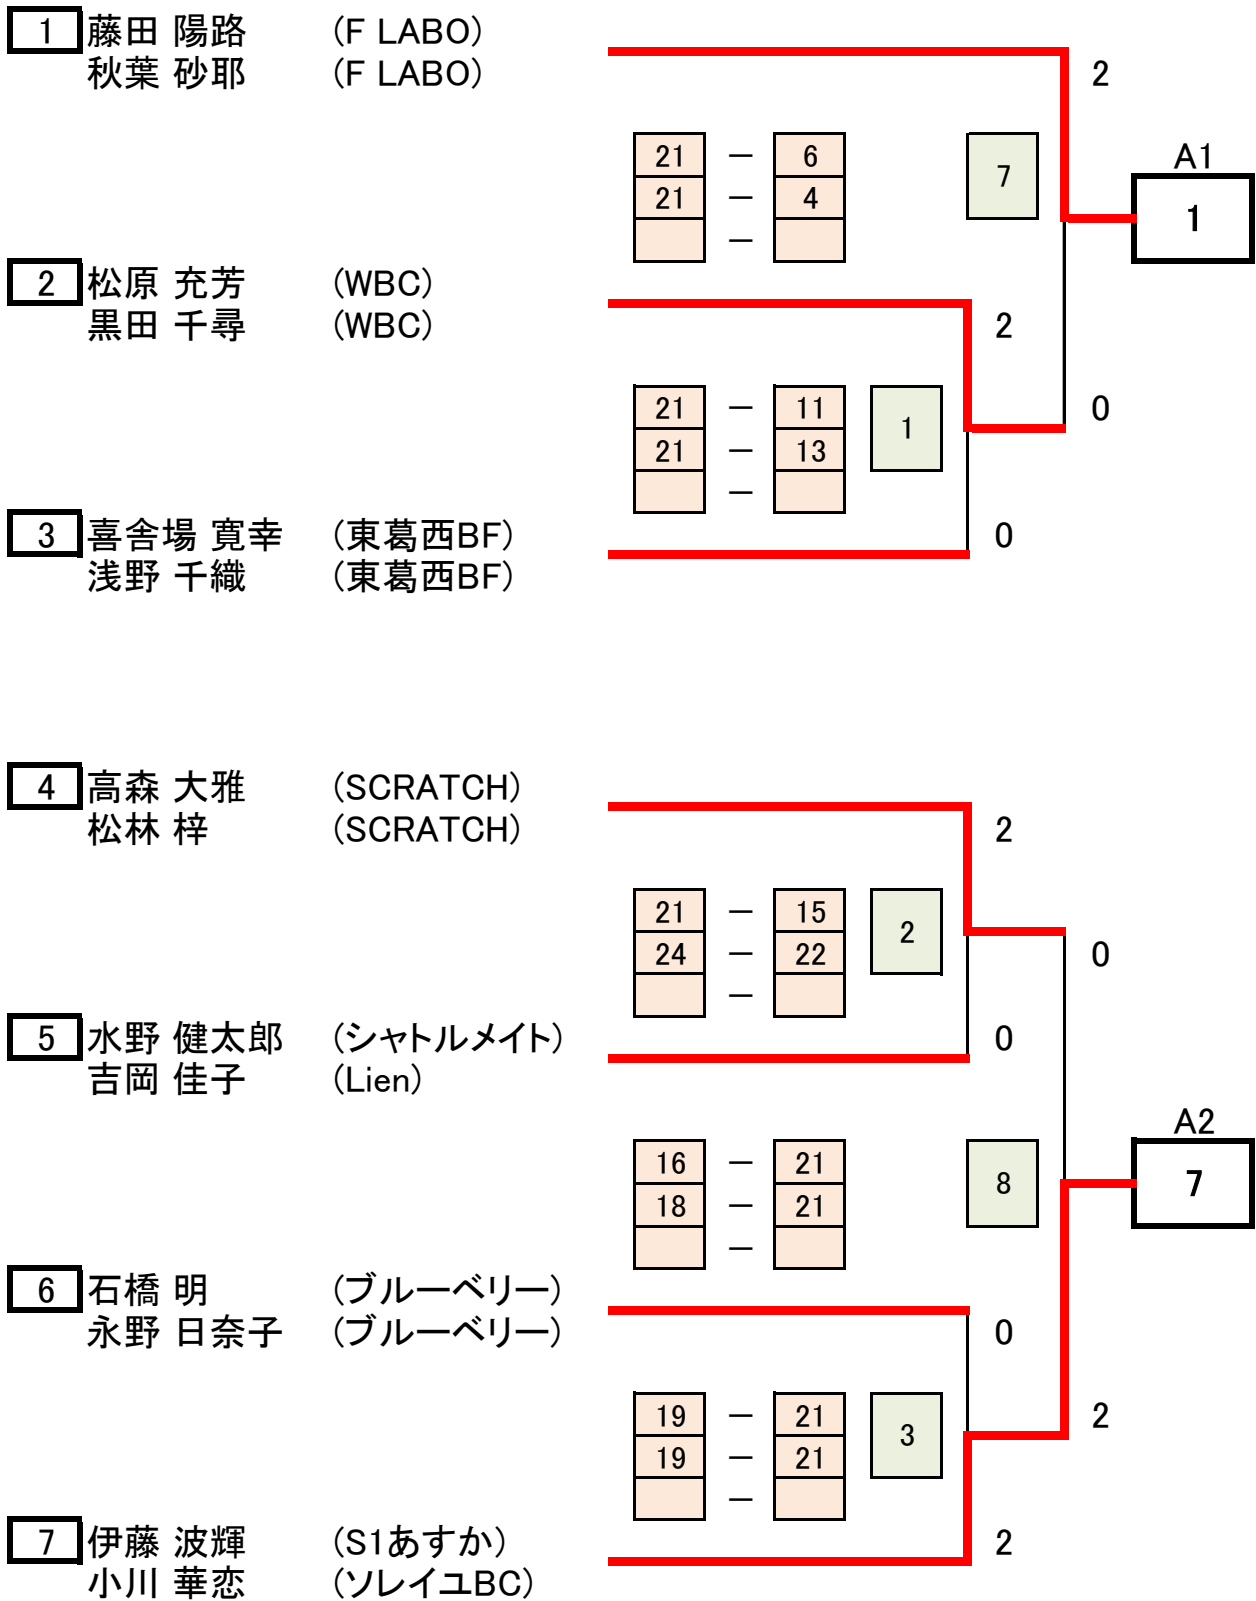 1 藤田 陽路 (F LABO)
秋葉 砂耶 (F LABO)
2
21 － 6
7
A1
21 － 4
1
－
2 松原 充芳 (WBC)
黒田 千尋 (WBC)
2
21 － 11
1
0
21 － 13
－
3 喜舎場 寛幸 (東葛西BF)
0
浅野 千織 (東葛西BF)
4 高森 大雅 (SCRATCH)
松林 梓 (SCRATCH)
2
21 － 15
2
24 － 22
0
－
5 水野 健太郎 (シャトルメイト)
0
吉岡 佳子 (Lien)
A2
16 － 21
8
7
18 － 21
－
6 石橋 明 (ブルーベリー)
永野 日奈子 (ブルーベリー)
0
19 － 21
3
2
19 － 21
－
7 伊藤 波輝 (S1あすか)
2
小川 華恋 (ソレイユBC)